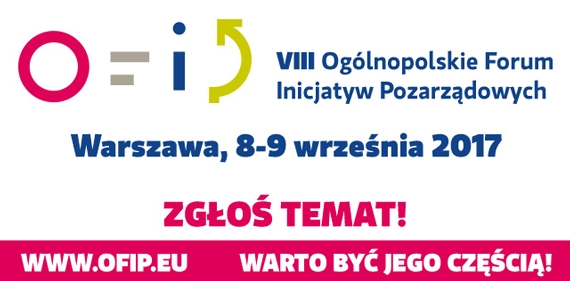 OFiP
VIII Ogólnopolskie Forum
Inicjatyw Pozarządowych
Warszawa, 8-9 września 2017
ZGŁOŚ TEMAT!
WWW.OFIP.EU WARTO BYĆ JEGO CZĘŚCIĄ!